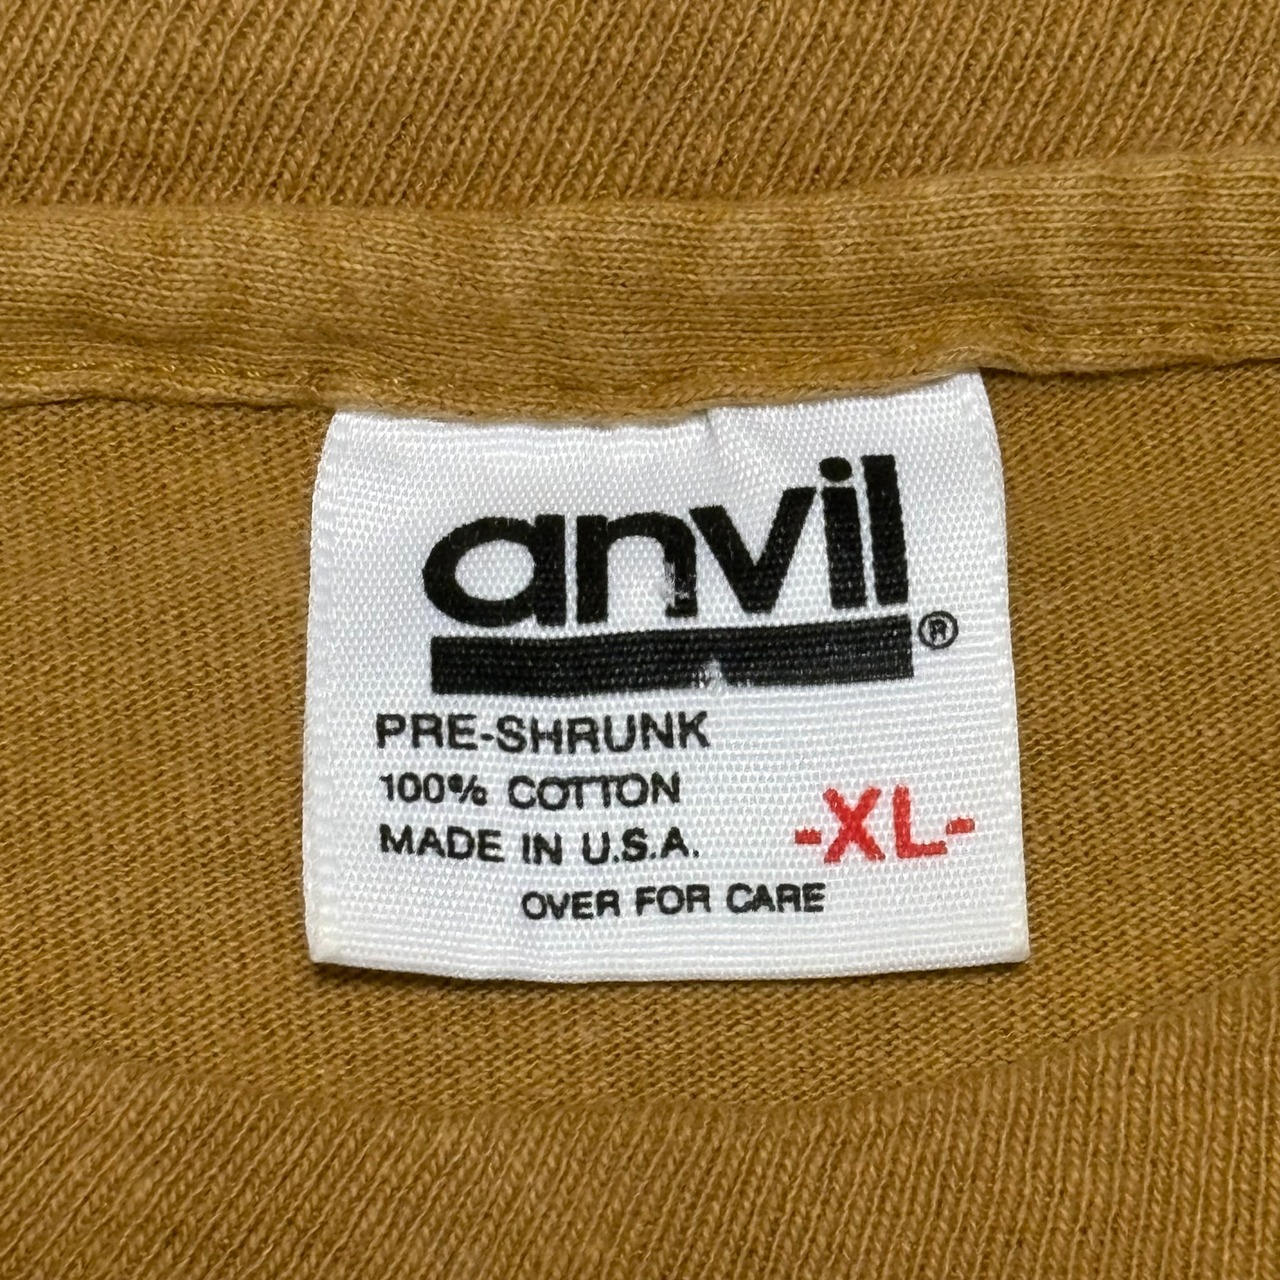 anvil®
PRE-SHRUNK
100% COTTON
MADE IN U.S.A.
-XL-
OVER FOR CARE